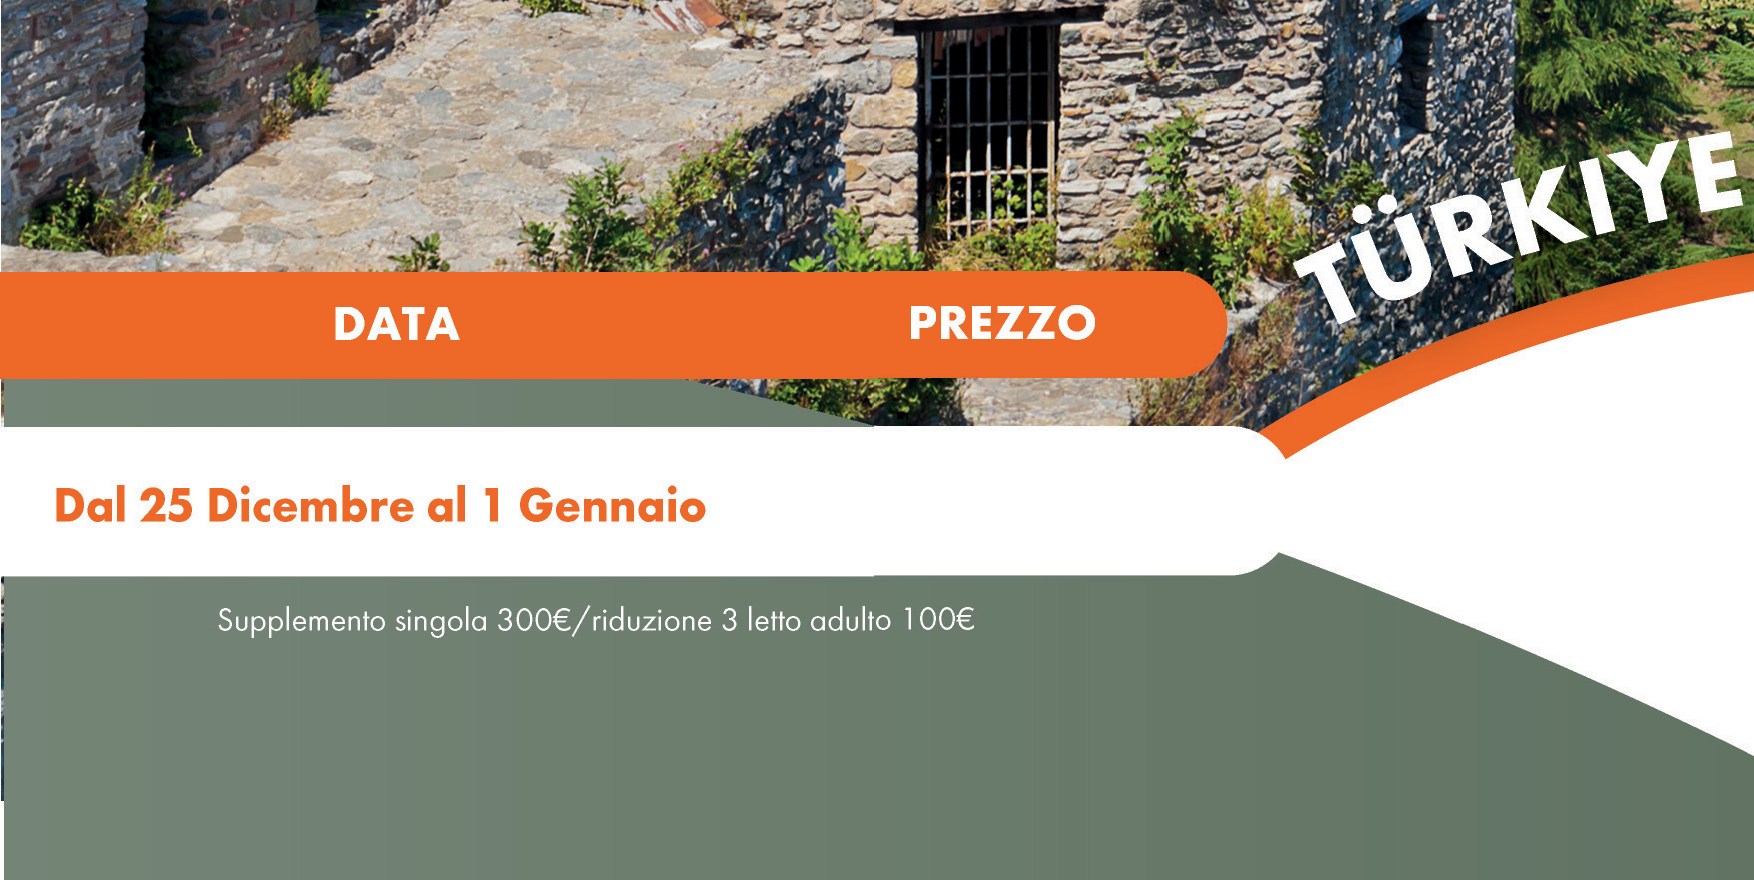 TÜRKIYE
DATA PREZZO
Dal 25 Dicembre al 1 Gennaio
Supplemento singola 300€/riduzione 3 letto adulto 100€